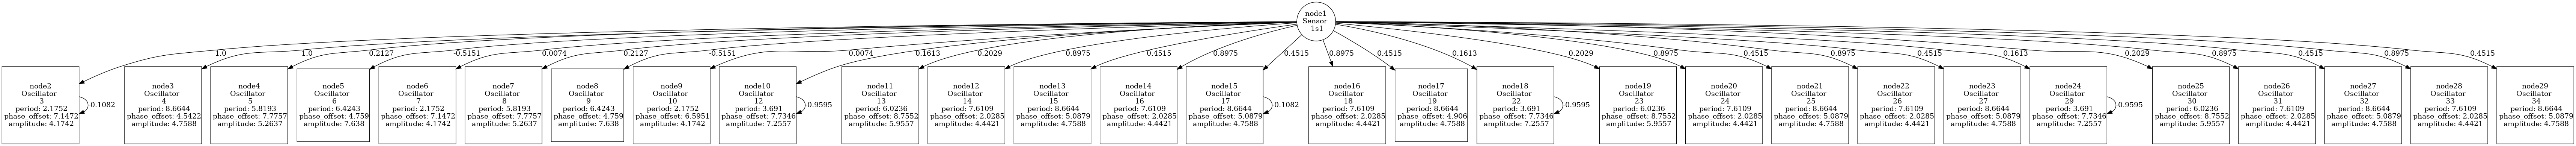 node1
Sensor
1s1
1.0
1.0
0.2127
-0.5151
0.0074
0.2127
-0.5151
0.0074
0.1613
0.2029
0.8975
0.4515
0.8975
0.4515
0.8975
0.4515
0.1613
0.2029
0.8975
0.4515
0.8975
0.4515
0.1613
0.2029
0.8975
0.4515
0.8975
0.4515
node2
Oscillator
3
period: 2.1752
phase_offset: 7.1472
amplitude: 4.1742
-0.1082
node3
Oscillator
4
period: 8.6644
phase_offset: 4.5422
amplitude: 4.7588
node4
Oscillator
5
period: 5.8193
phase_offset: 7.7757
amplitude: 5.2637
node5
Oscillator
6
period: 6.4243
phase_offset: 4.759
amplitude: 7.638
node6
Oscillator
7
period: 2.1752
phase_offset: 7.1472
amplitude: 4.1742
node7
Oscillator
8
period: 5.8193
phase_offset: 7.7757
amplitude: 5.2637
node8
Oscillator
9
period: 6.4243
phase_offset: 4.759
amplitude: 7.638
node9
Oscillator
10
period: 2.1752
phase_offset: 6.5951
amplitude: 4.1742
node10
Oscillator
12
period: 3.691
phase_offset: 7.7346
amplitude: 7.2557
-0.9595
node11
Oscillator
13
period: 6.0236
phase_offset: 8.7552
amplitude: 5.9557
node12
Oscillator
14
period: 7.6109
phase_offset: 2.0285
amplitude: 4.4421
node13
Oscillator
15
period: 8.6644
phase_offset: 5.0879
amplitude: 4.7588
node14
Oscillator
16
period: 7.6109
phase_offset: 2.0285
amplitude: 4.4421
node15
Oscillator
17
period: 8.6644
phase_offset: 5.0879
amplitude: 4.7588
-0.1082
node16
Oscillator
18
period: 7.6109
phase_offset: 2.0285
amplitude: 4.4421
node17
Oscillator
19
period: 8.6644
phase_offset: 4.906
amplitude: 4.7588
node18
Oscillator
22
period: 3.691
phase_offset: 7.7346
amplitude: 7.2557
-0.9595
node19
Oscillator
23
period: 6.0236
phase_offset: 8.7552
amplitude: 5.9557
node20
Oscillator
24
period: 7.6109
phase_offset: 2.0285
amplitude: 4.4421
node21
Oscillator
25
period: 8.6644
phase_offset: 5.0879
amplitude: 4.7588
node22
Oscillator
26
period: 7.6109
phase_offset: 2.0285
amplitude: 4.4421
node23
Oscillator
27
period: 8.6644
phase_offset: 5.0879
amplitude: 4.7588
node24
Oscillator
29
period: 3.691
phase_offset: 7.7346
amplitude: 7.2557
-0.9595
node25
Oscillator
30
period: 6.0236
phase_offset: 8.7552
amplitude: 5.9557
node26
Oscillator
31
period: 7.6109
phase_offset: 2.0285
amplitude: 4.4421
node27
Oscillator
32
period: 8.6644
phase_offset: 5.0879
amplitude: 4.7588
node28
Oscillator
33
period: 7.6109
phase_offset: 2.0285
amplitude: 4.4421
node29
Oscillator
34
period: 8.6644
phase_offset: 5.0879
amplitude: 4.7588